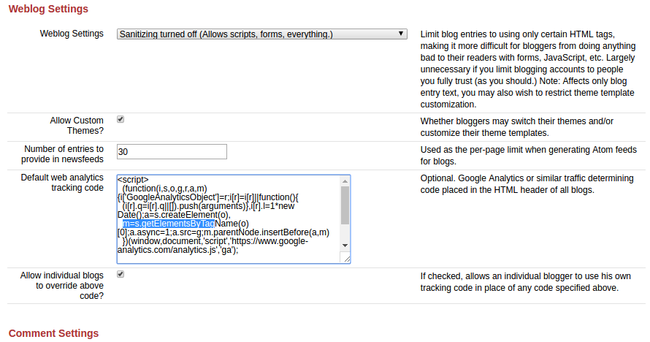 Weblog Settings
Weblog Settings
Sanitizing turned off (Allows scripts, forms, everything.)
Limit blog entries to using only certain HTML tags,
making it more difficult for bloggers from doing anything
bad to their readers with forms, JavaScript, etc. Largely
unnecessary if you limit blogging accounts to people
you fully trust (as you should.) Note: Affects only blog
entry text, you may also wish to restrict theme template
customization.
Allow Custom
Themes?
Whether bloggers may switch their themes and/or
customize their theme templates.
Number of entries to
provide in newsfeeds
30
Used as the per-page limit when generating Atom feeds
for blogs.
Default web analytics
tracking code
<script>
(function(i,s,o,g,r,a,m)
{i['GoogleAnalyticsObject']=r;i[r]=i[r]||function(){
(i[r].q=i[r].q||[]).push(arguments)},i[r].l=1*new
Date();a=s.createElement(o),
m=s.getElementsByTagName(o)
[0];a.async=1;a.src=g;m.parentNode.insertBefore(a,m)
})(window,document,'script','https://www.google-
analytics.com/analytics.js','ga');
Optional. Google Analytics or similar traffic determining
code placed in the HTML header of all blogs.
Allow individual blogs
to override above
code?
If checked, allows an individual blogger to use his own
tracking code in place of any code specified above.
Comment Settings